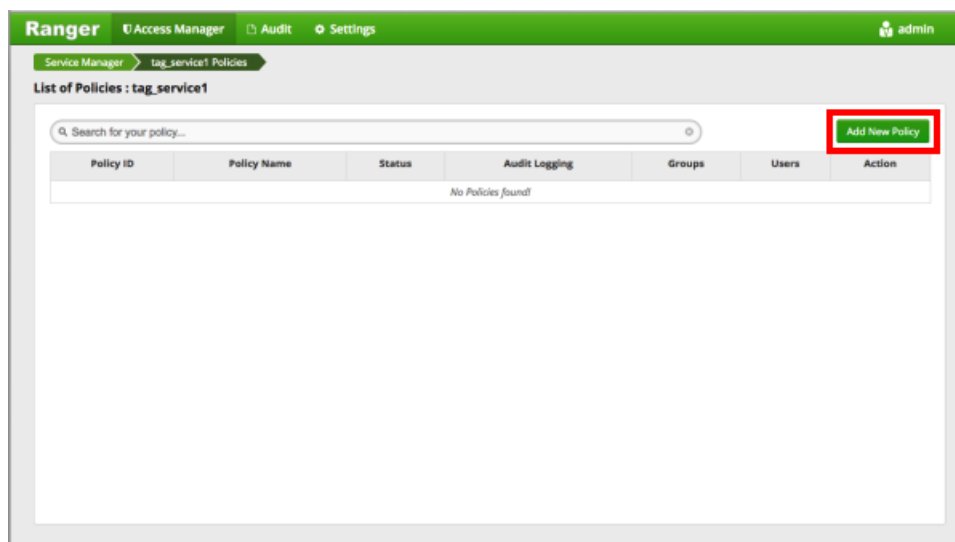 Ranger Access Manager Audit Settings admin
Service Manager tag_service1 Policies
List of Policies : tag_service1
Search for your policy... Add New Policy
Policy ID Policy Name Status Audit Logging Groups Users Action
No Policies found!